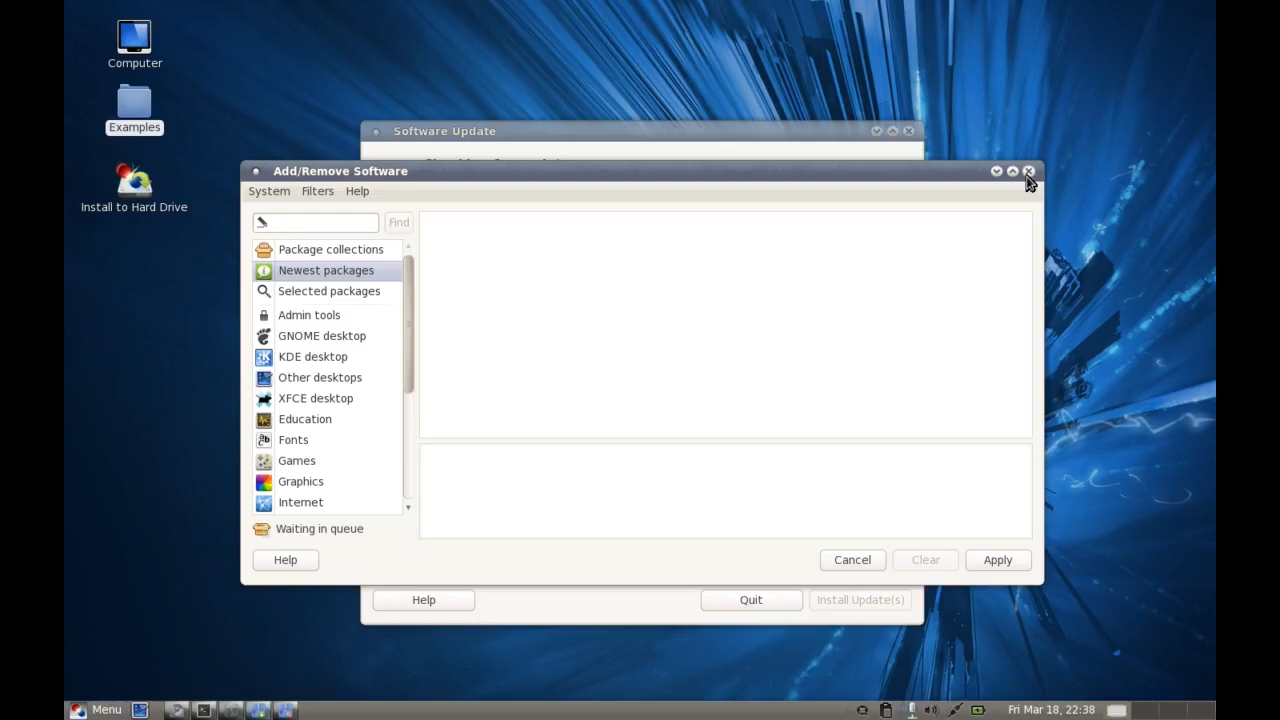 Computer
Examples
Install to Hard Drive
Software Update
Add/Remove Software
System Filters Help
Find
Package collections
Newest packages
Selected packages
Admin tools
GNOME desktop
KDE desktop
Other desktops
XFCE desktop
Education
Fonts
Games
Graphics
Internet
Waiting in queue
Help Cancel Clear Apply
Help Quit Install Update(s)
Menu Fri Mar 18, 22:38